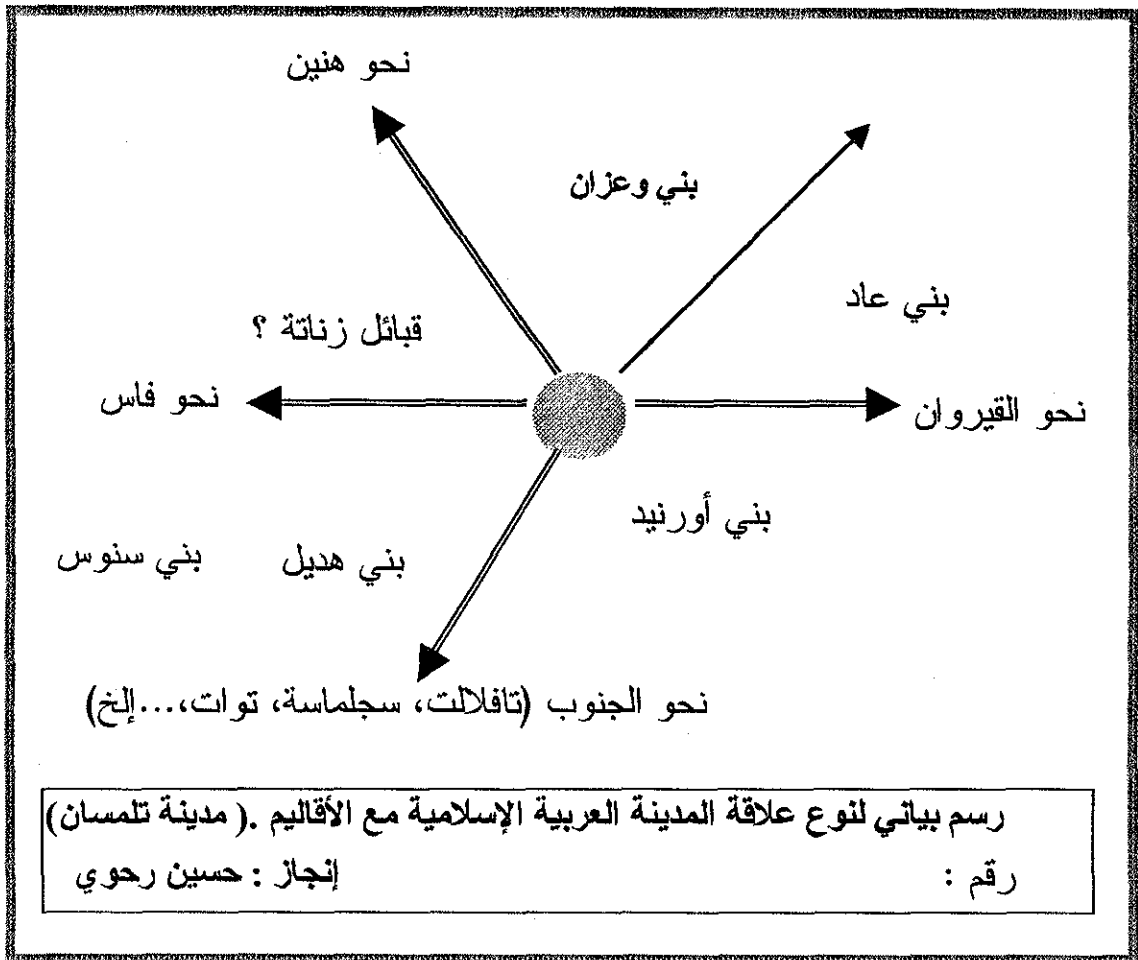 نحو هنين
بني وعزان
بني عاد
قبائل زناتة ؟
نحو فاس
نحو القيروان
بني أورنيد
بني هديل
بني سنوس
نحو الجنوب (تافلالت، سجلماسة، توات،...إلخ)
رسم بياني لنوع علاقة المدينة العربية الإسلامية مع الأقاليم .( مدينة تلمسان)
رقم : إنجاز : حسين رحوي